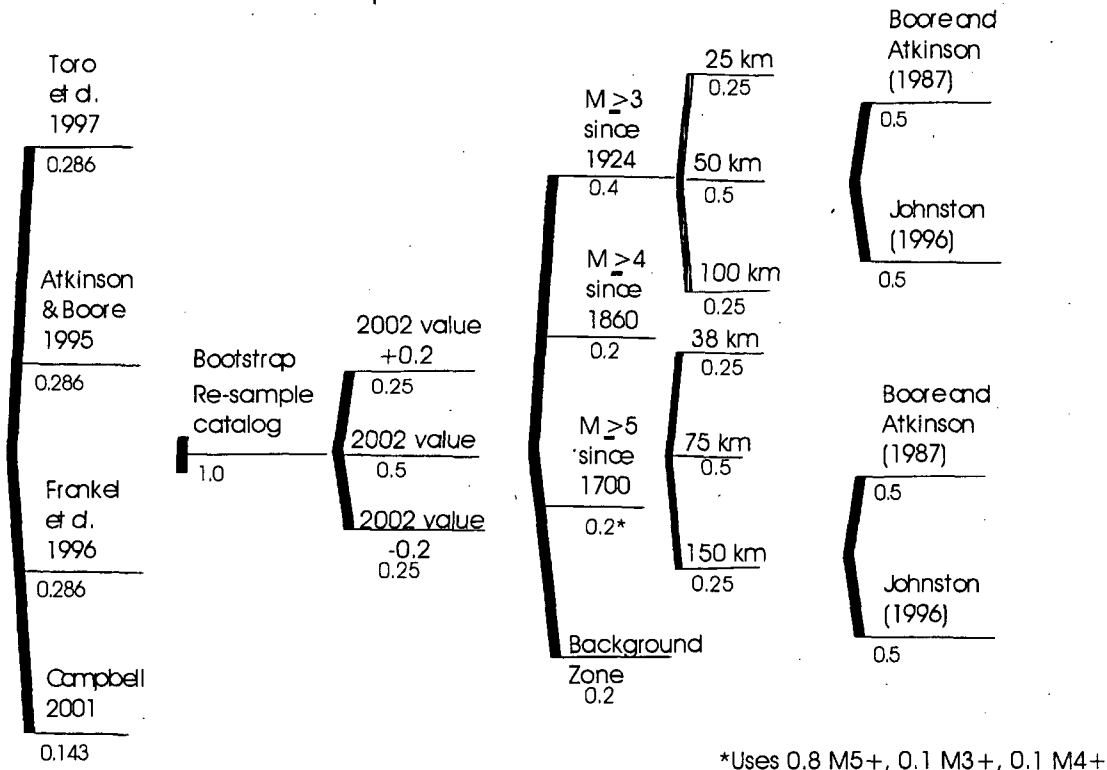 Toro
et al.
1997
0.286
Atkinson
& Boore
1995
0.286
Frankel
et al.
1996
0.286
Campbell
2001
0.143
Bootstrap
Re-sample
catalog
1.0
2002 value
+0.2
0.25
2002 value
0.5
2002 value
-0.2
0.25
M ≥3
since
1924
0.4
M ≥4
since
1860
0.2
M ≥5
since
1700
0.2*
Background
Zone
0.2
25 km
0.25
50 km
0.5
100 km
0.25
38 km
0.25
75 km
0.5
150 km
0.25
Boore and
Atkinson
(1987)
0.5
Johnston
(1996)
0.5
Boore and
Atkinson
(1987)
0.5
Johnston
(1996)
0.5
*Uses 0.8 M5+, 0.1 M3+, 0.1 M4+